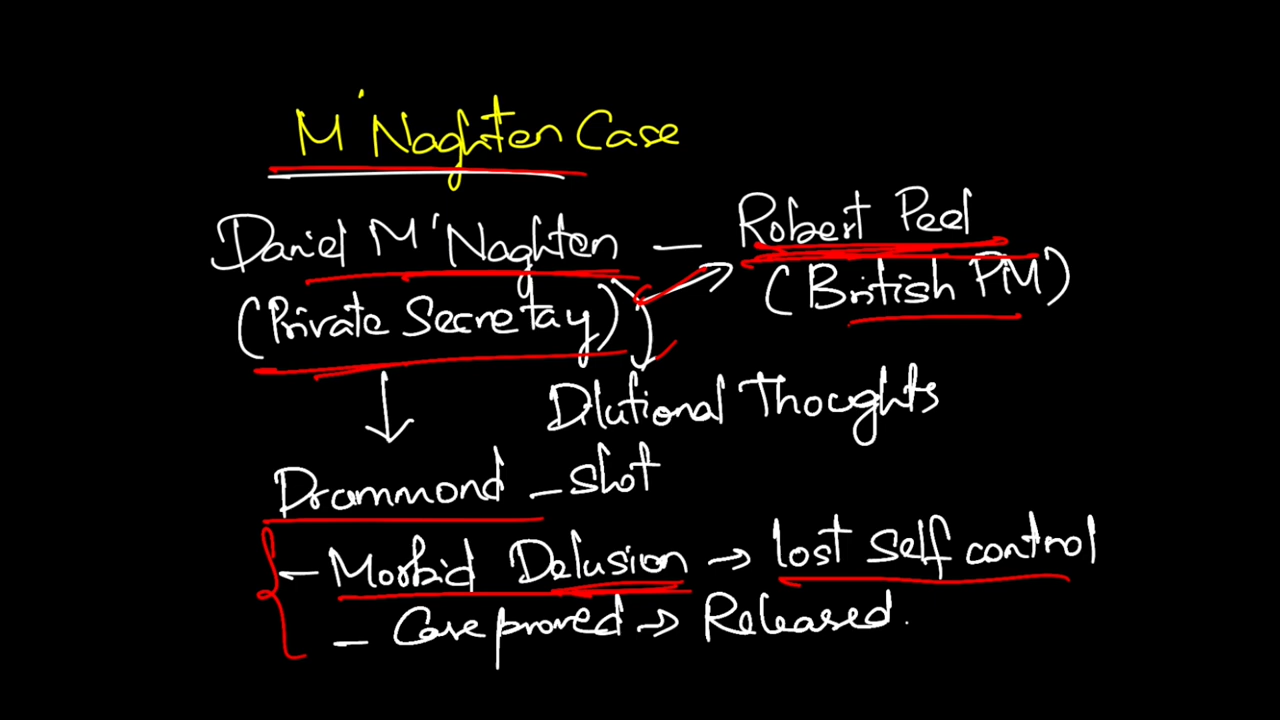 M'Naghten Case
Daniel M'Naghten — Robert Peel
(Private Secretay) (British PM)
Dilutional Thoughts
Drammond - shot
- Morbid Delusion → lost self control
- Case proved → Released.